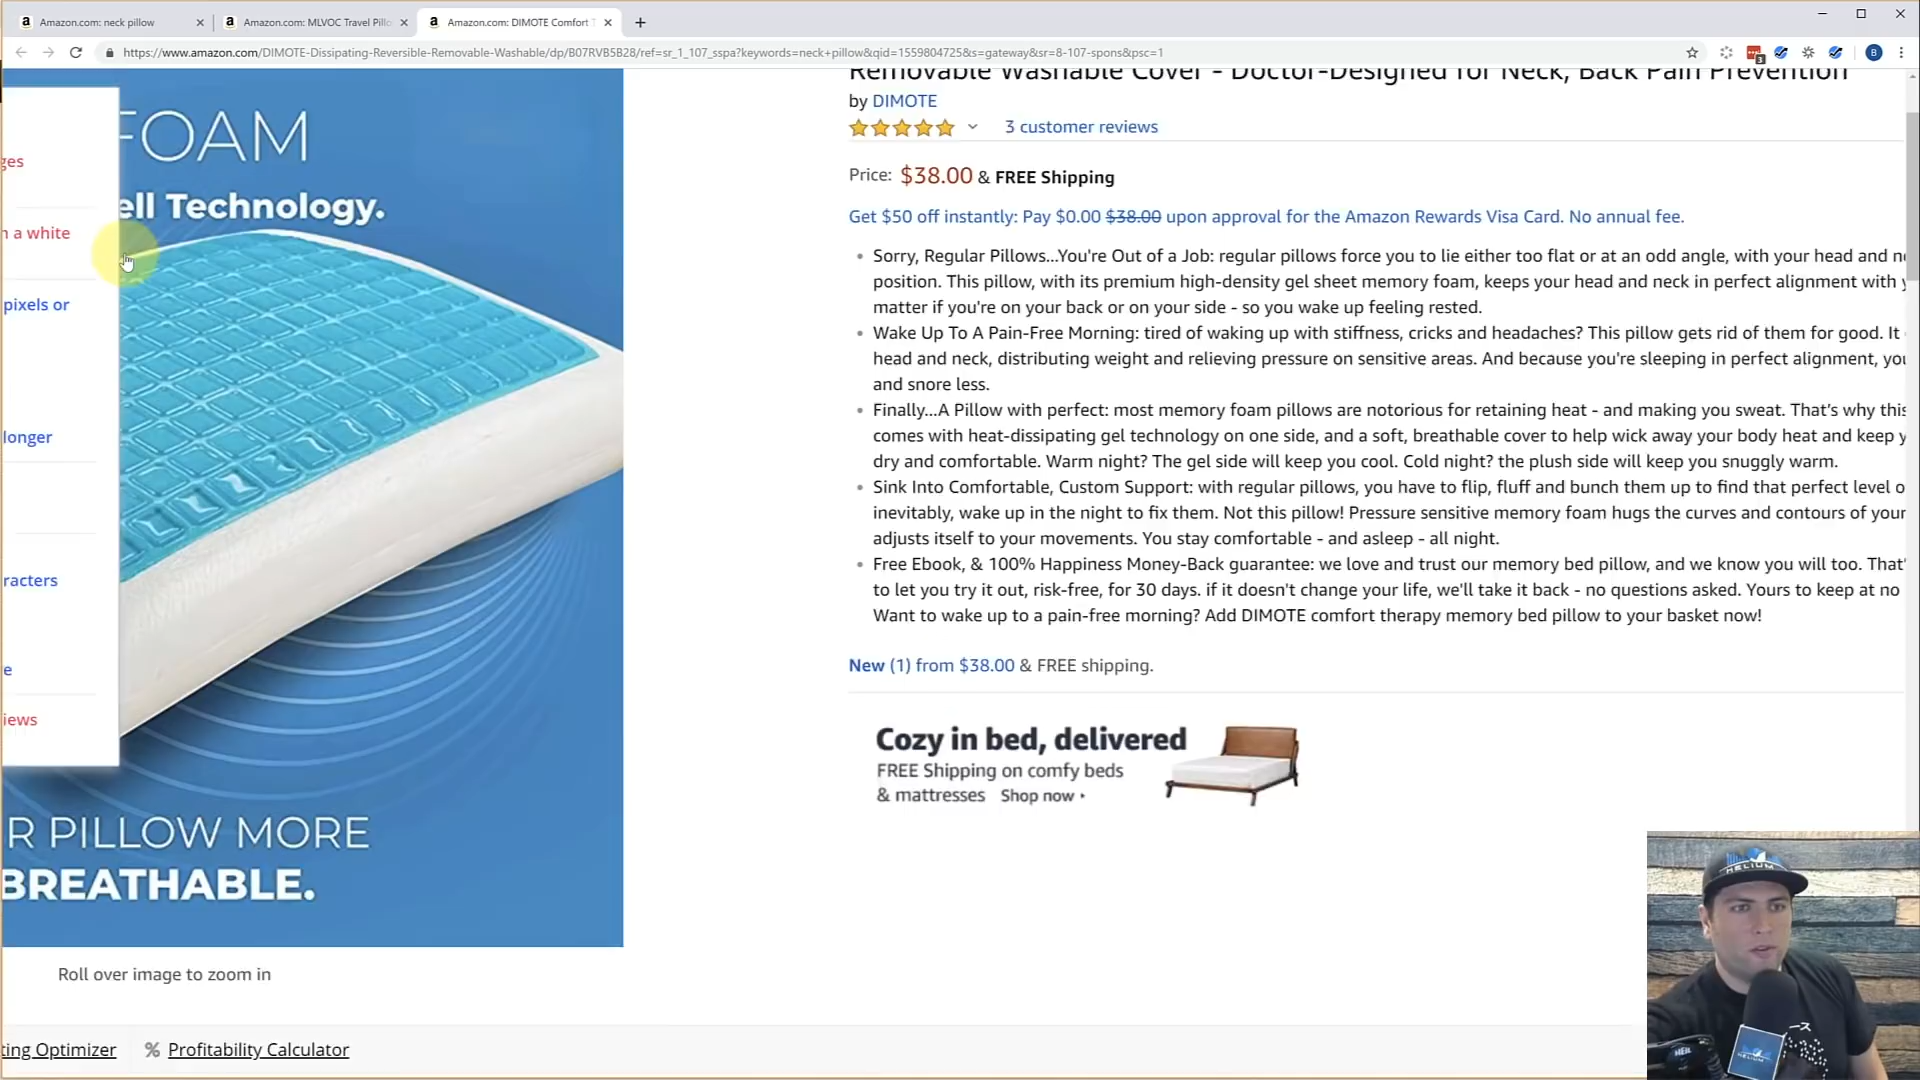 Amazon.com: neck pillow
Amazon.com: MLVOC Travel Pillo
Amazon.com: DIMOTE Comfort T
https://www.amazon.com/DIMOTE-Dissipating-Reversible-Removable-Washable/dp/B07RVB5B28/ref=sr_1_107_sspa?keywords=neck+pillow&qid=1559804725&s=gateway&sr=8-107-spons&psc=1
3
B
ges
n a white
pixels or
longer
racters
e
iews
FOAM
ell Technology.
R PILLOW MORE
BREATHABLE.
Roll over image to zoom in
Removable Washable Cover - Doctor-Designed for Neck, Back Pain Prevention
by DIMOTE
3 customer reviews
Price: $38.00 & FREE Shipping
Get $50 off instantly: Pay $0.00 $38.00 upon approval for the Amazon Rewards Visa Card. No annual fee.
Sorry, Regular Pillows...You're Out of a Job: regular pillows force you to lie either too flat or at an odd angle, with your head and ne
position. This pillow, with its premium high-density gel sheet memory foam, keeps your head and neck in perfect alignment with y
matter if you're on your back or on your side - so you wake up feeling rested.
Wake Up To A Pain-Free Morning: tired of waking up with stiffness, cricks and headaches? This pillow gets rid of them for good. It
head and neck, distributing weight and relieving pressure on sensitive areas. And because you're sleeping in perfect alignment, you
and snore less.
Finally...A Pillow with perfect: most memory foam pillows are notorious for retaining heat - and making you sweat. That's why this
comes with heat-dissipating gel technology on one side, and a soft, breathable cover to help wick away your body heat and keep y
dry and comfortable. Warm night? The gel side will keep you cool. Cold night? the plush side will keep you snuggly warm.
Sink Into Comfortable, Custom Support: with regular pillows, you have to flip, fluff and bunch them up to find that perfect level o
inevitably, wake up in the night to fix them. Not this pillow! Pressure sensitive memory foam hugs the curves and contours of your
adjusts itself to your movements. You stay comfortable - and asleep - all night.
Free Ebook, & 100% Happiness Money-Back guarantee: we love and trust our memory bed pillow, and we know you will too. That'
to let you try it out, risk-free, for 30 days. if it doesn't change your life, we'll take it back - no questions asked. Yours to keep at no
Want to wake up to a pain-free morning? Add DIMOTE comfort therapy memory bed pillow to your basket now!
New (1) from $38.00 & FREE shipping.
Cozy in bed, delivered
FREE Shipping on comfy beds
& mattresses Shop now
ting Optimizer
Profitability Calculator
HELIUM